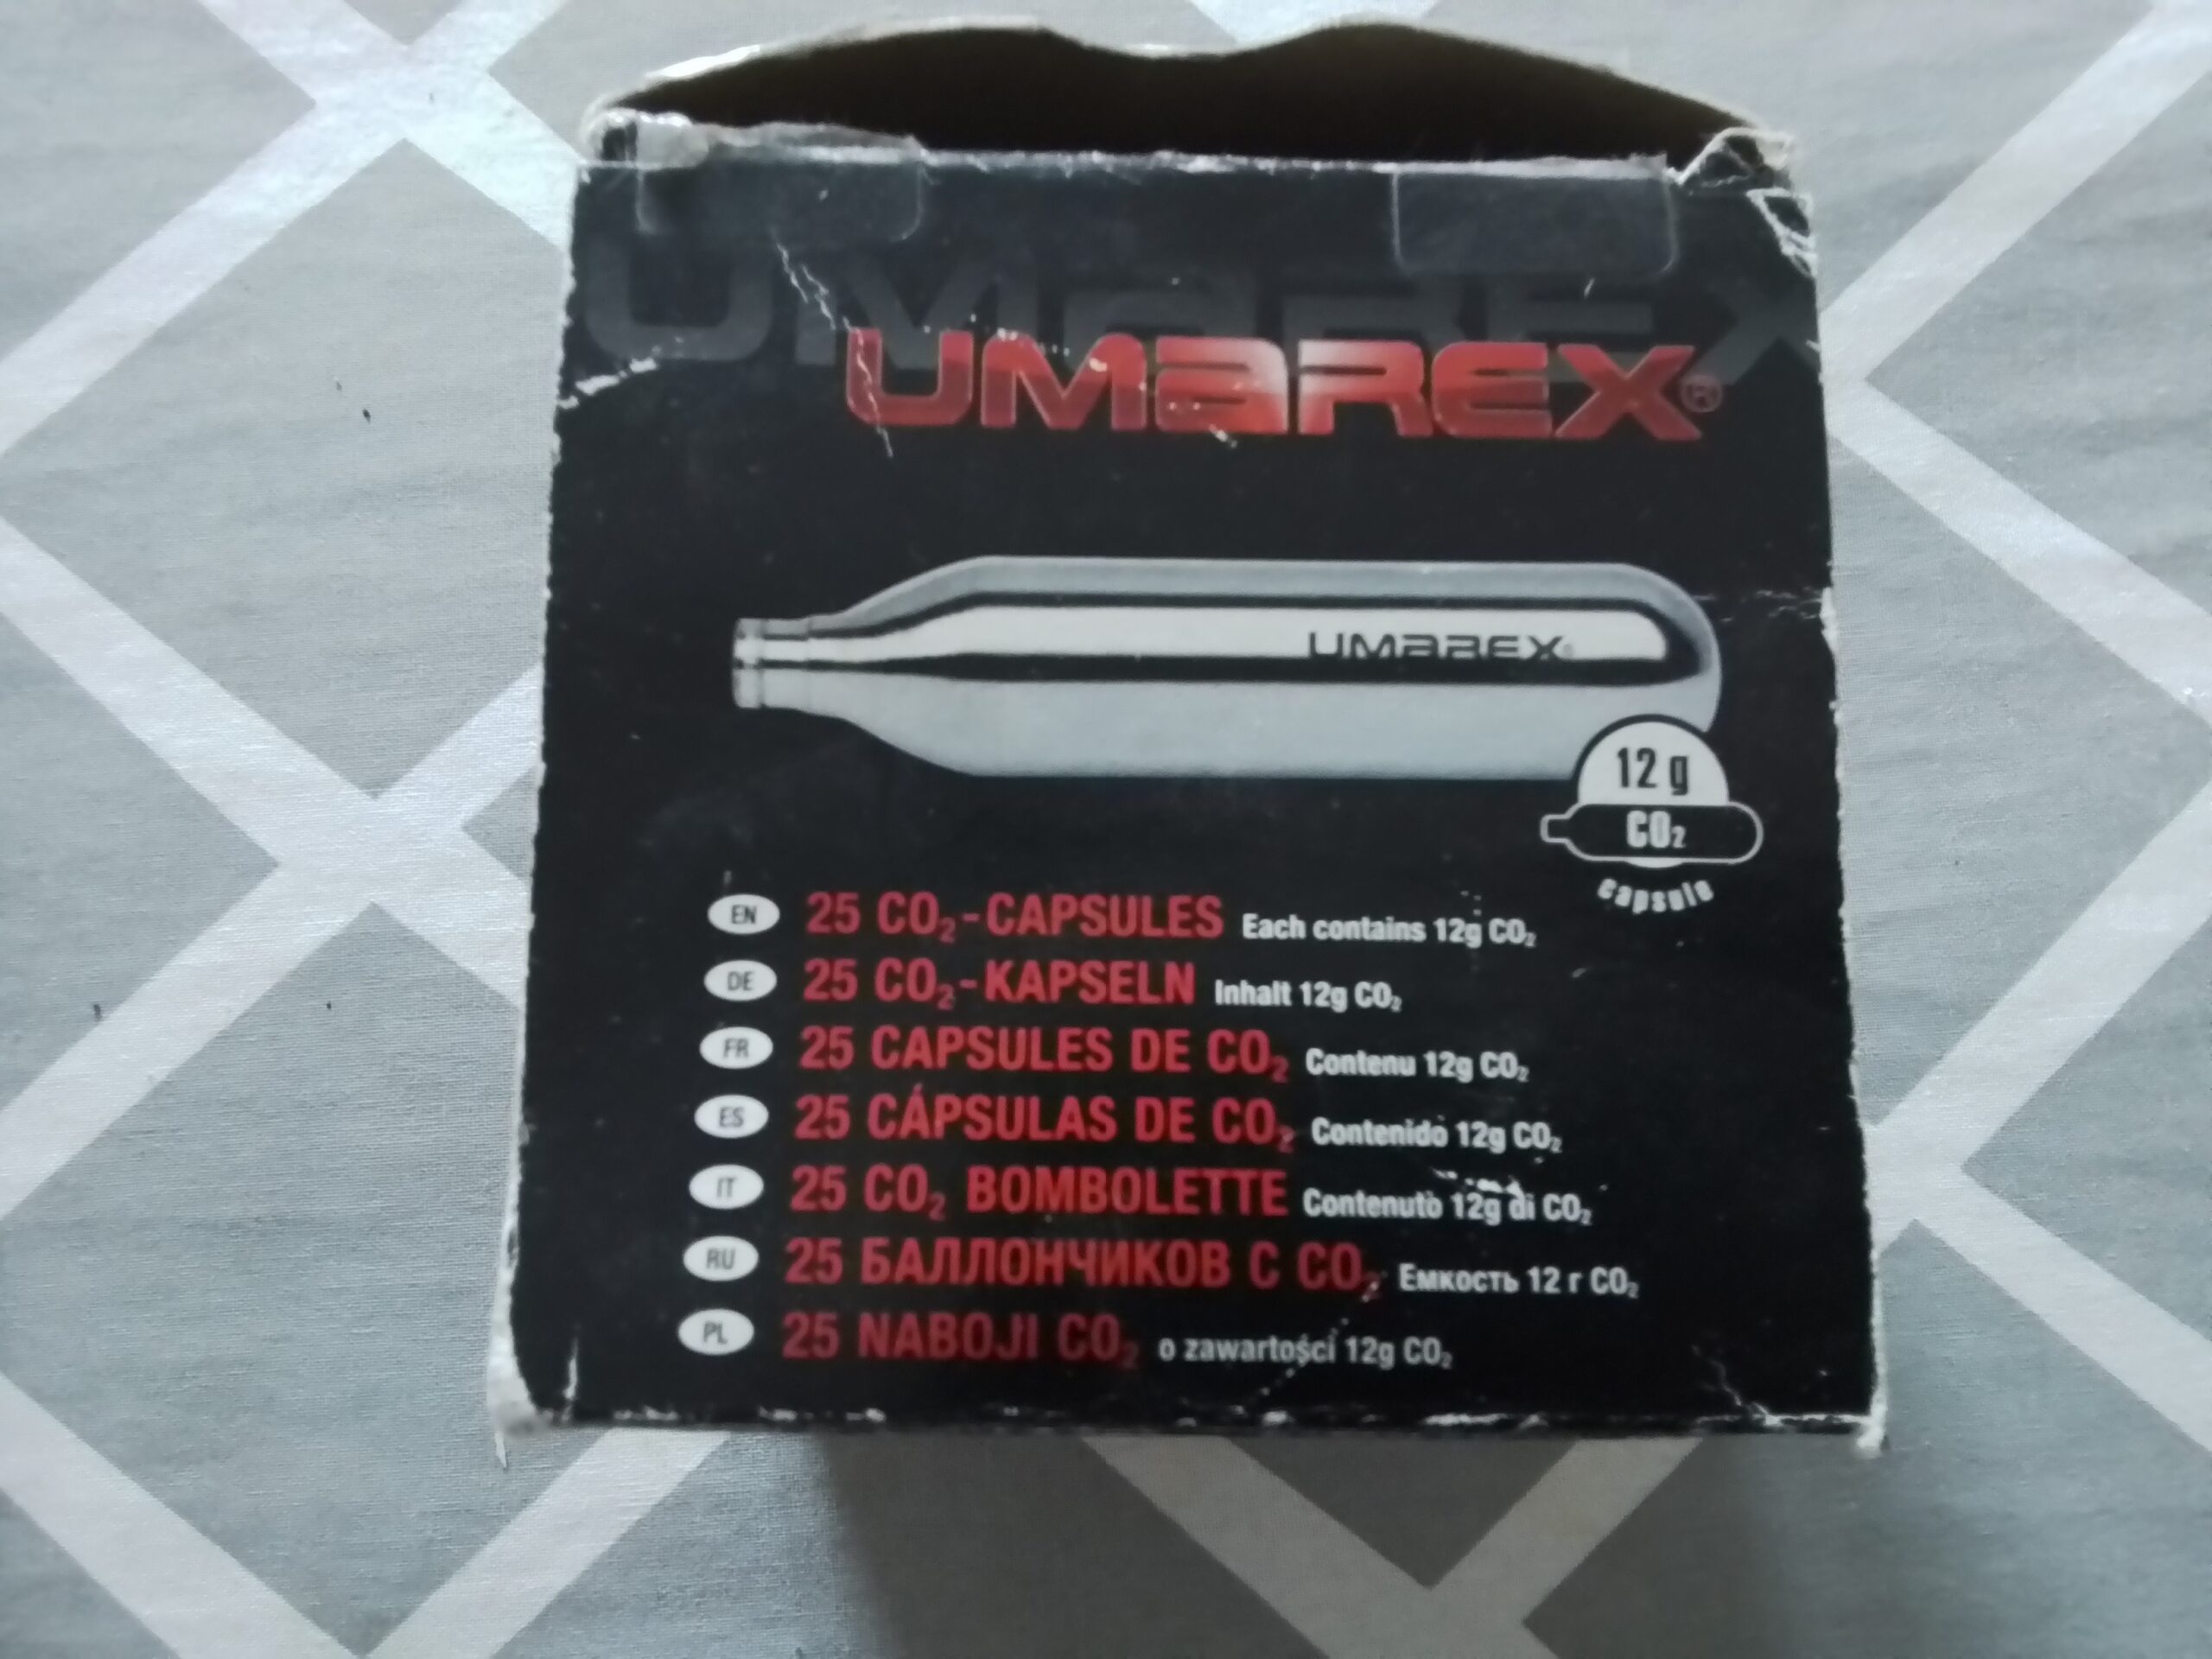 UMAREX
UMAREX®
UMAREX®
12 g
CO₂
capsule
EN 25 CO₂-CAPSULES Each contains 12g CO₂
DE 25 CO₂-KAPSELN Inhalt 12g CO₂
FR 25 CAPSULES DE CO₂ Contenu 12g CO₂
ES 25 CÁPSULAS DE CO₂ Contenido 12g CO₂
IT 25 CO₂ BOMBOLETTE Contenuto 12g di CO₂
RU 25 БАЛЛОНЧИКОВ С CO₂ Емкость 12 г CO₂
PL 25 NABOJI CO₂ o zawartości 12g CO₂